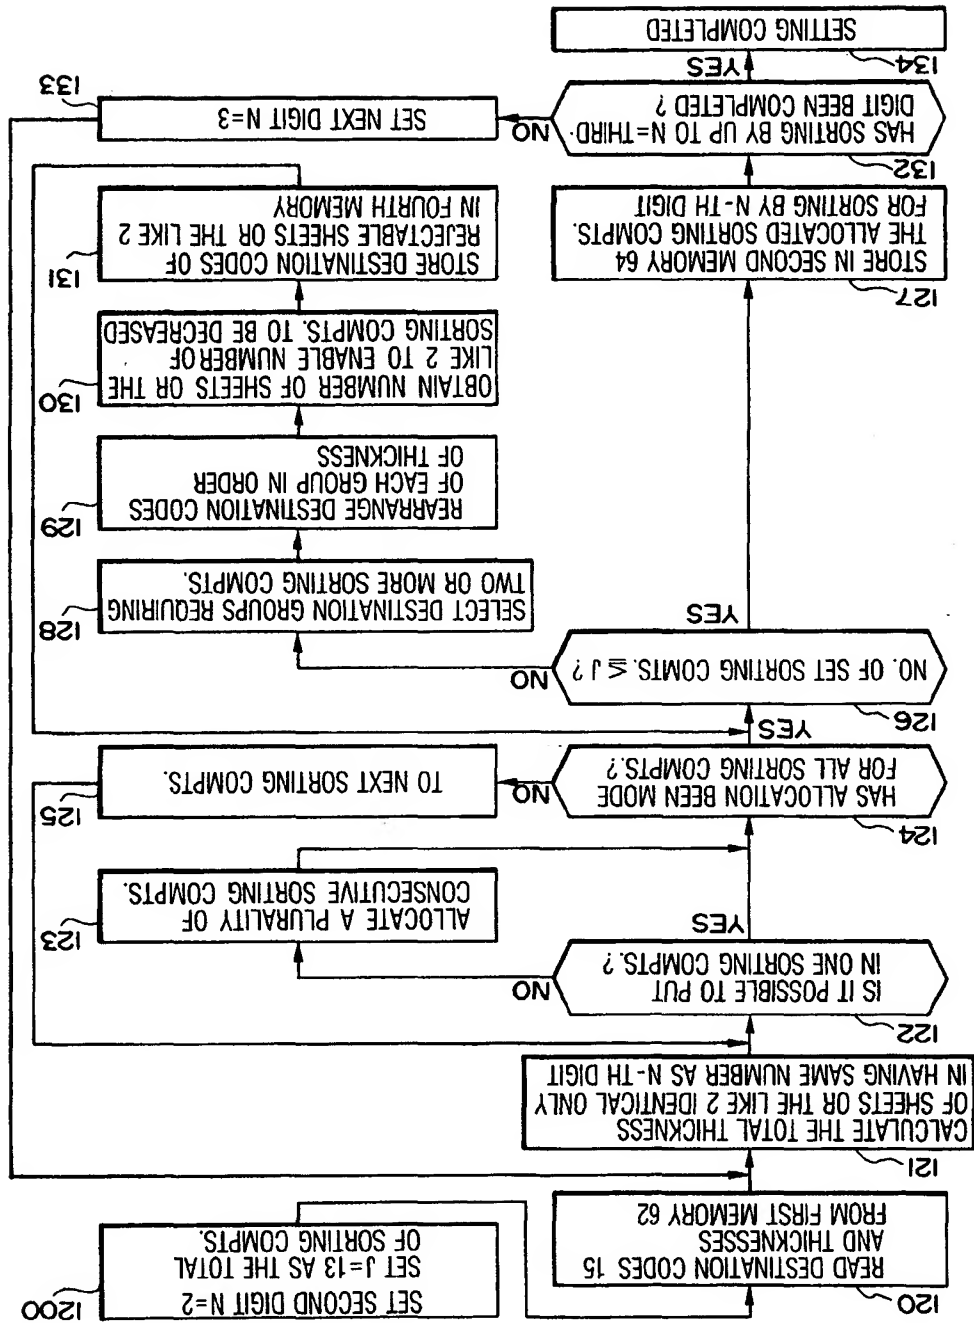 1200
SET SECOND DIGIT N=2
SET J=13 AS THE TOTAL
OF SORTING COMPTS.
120
READ DESTINATION CODES 15
AND THICKNESSES
FROM FIRST MEMORY 62
121
CALCULATE THE TOTAL THICKNESS
OF SHEETS OR THE LIKE 2 IDENTICAL ONLY
IN HAVING SAME NUMBER AS N-TH DIGIT
122
IS IT POSSIBLE TO PUT
IN ONE SORTING COMPTS. ?
NO
YES
123
ALLOCATE A PLURALITY OF
CONSECUTIVE SORTING COMPTS.
124
HAS ALLOCATION BEEN MODE
FOR ALL SORTING COMPTS. ?
NO
YES
125
TO NEXT SORTING COMPTS.
126
NO. OF SET SORTING COMTS. ≦ J ?
NO
YES
128
SELECT DESTINATION GROUPS REQUIRING
TWO OR MORE SORTING COMPTS.
129
REARRANGE DESTINATION CODES
OF EACH GROUP IN ORDER
OF THICKNESS
130
OBTAIN NUMBER OF SHEETS OR THE
LIKE 2 TO ENABLE NUMBER OF
SORTING COMPTS. TO BE DECREASED
131
STORE DESTINATION CODES OF
REJECTABLE SHEETS OR THE LIKE 2
IN FOURTH MEMORY
127
STORE IN SECOND MEMORY 64
THE ALLOCATED SORTING COMPTS.
FOR SORTING BY N-TH DIGIT
132
HAS SORTING BY UP TO N=THIRD
DIGIT BEEN COMPLETED ?
NO
YES
133
SET NEXT DIGIT N=3
134
SETTING COMPLETED